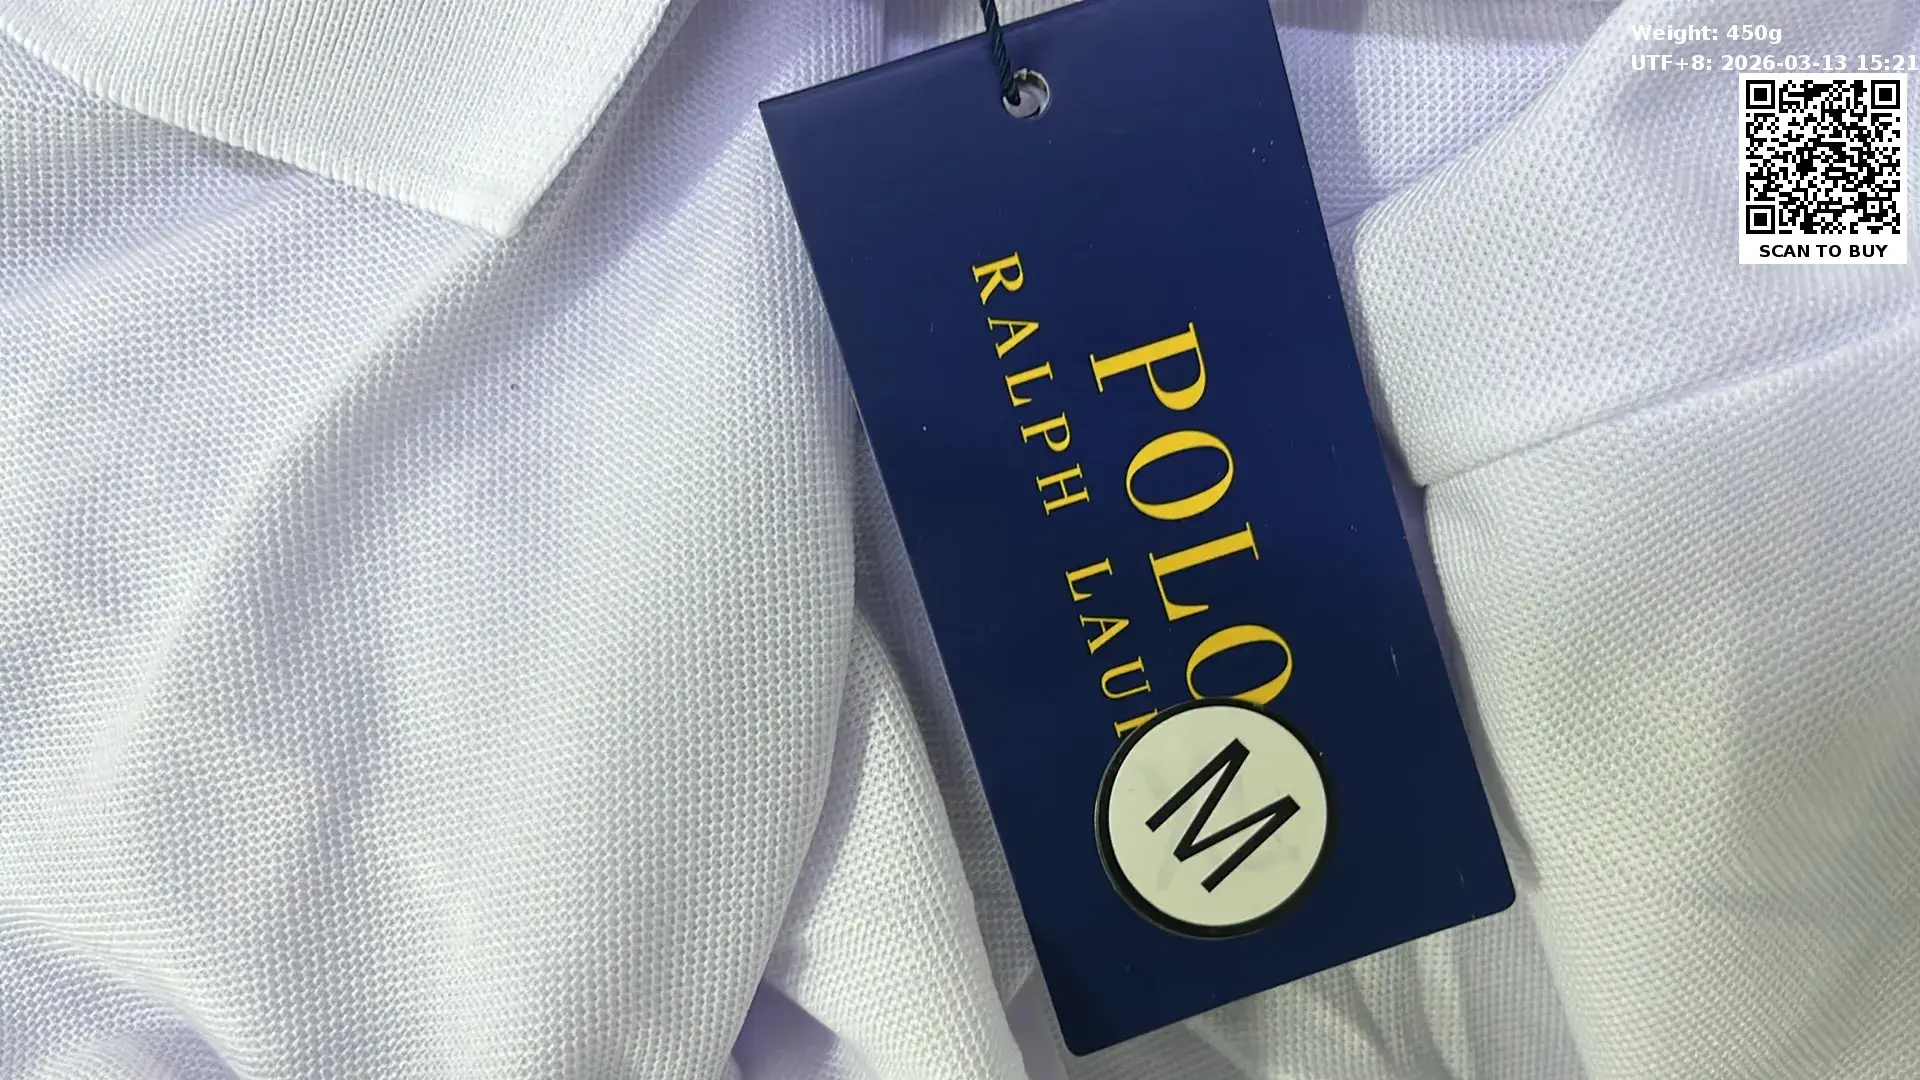 Weight: 450g
UTF+8: 2026-03-13 15:21
SCAN TO BUY
POLO
RALPH LAU
M